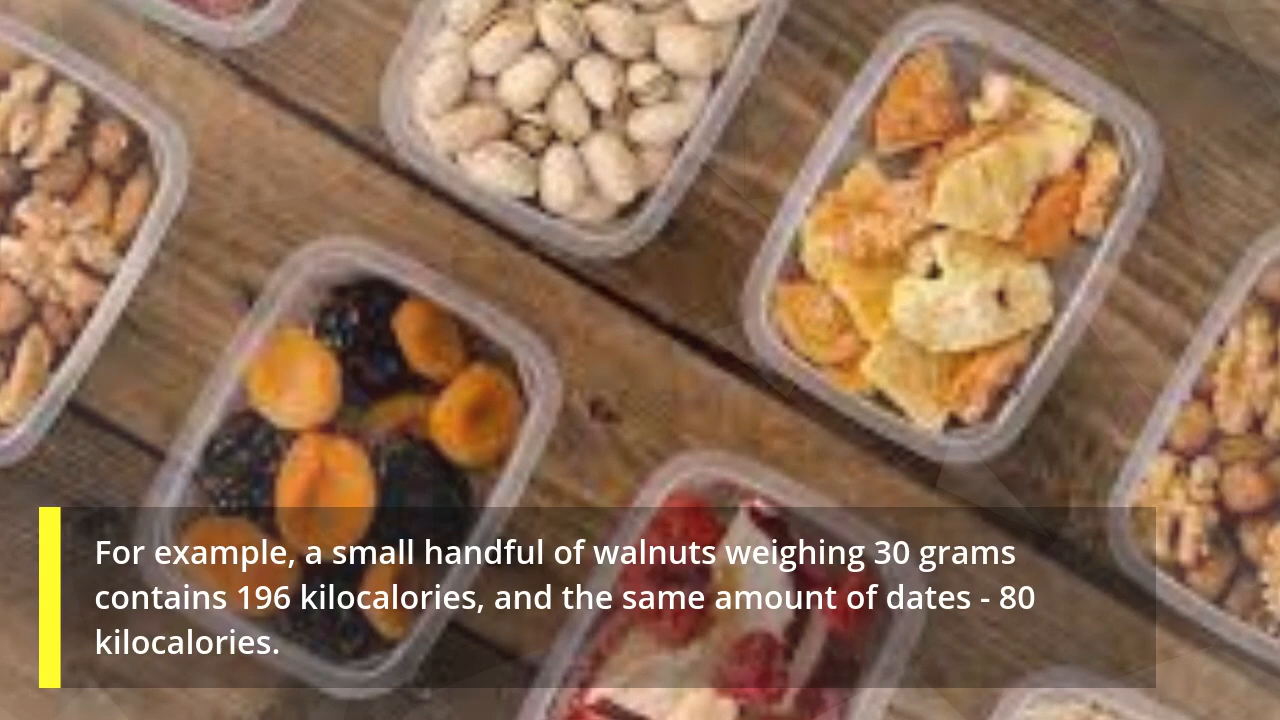 For example, a small handful of walnuts weighing 30 grams
contains 196 kilocalories, and the same amount of dates - 80
kilocalories.